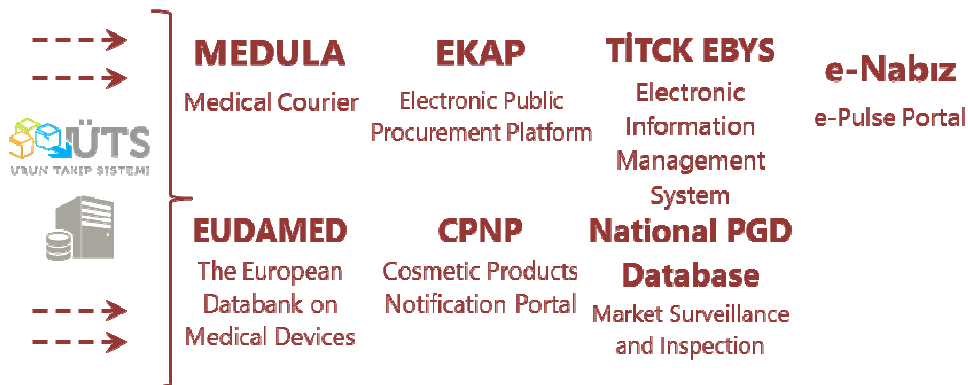 ÜTS
ÜRÜN TAKİP SİSTEMİ
MEDULA
Medical Courier
EKAP
Electronic Public
Procurement Platform
TİTCK EBYS
Electronic
Information
Management
System
e-Nabız
e-Pulse Portal
EUDAMED
The European
Databank on
Medical Devices
CPNP
Cosmetic Products
Notification Portal
National PGD
Database
Market Surveillance
and Inspection